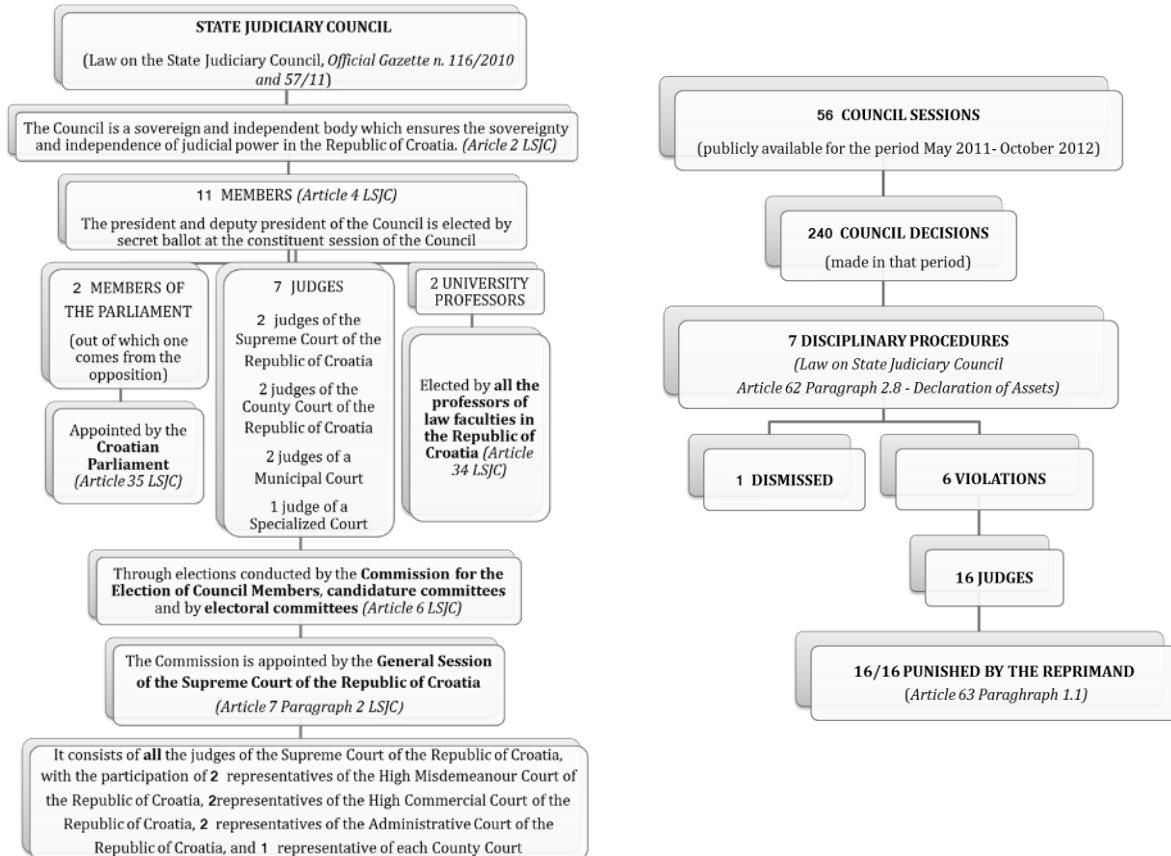 STATE JUDICIARY COUNCIL
(Law on the State Judiciary Council, Official Gazette n. 116/2010
and 57/11)
The Council is a sovereign and independent body which ensures the sovereignty
and independence of judicial power in the Republic of Croatia. (Aricle 2 LSJC)
11 MEMBERS (Article 4 LSJC)
The president and deputy president of the Council is elected by
secret ballot at the constituent session of the Council
2 MEMBERS OF
THE PARLIAMENT
(out of which one
comes from the
opposition)
Appointed by the
Croatian
Parliament
(Article 35 LSJC)
7 JUDGES
2 judges of the
Supreme Court of the
Republic of Croatia
2 judges of the
County Court of the
Republic of Croatia
2 judges of a
Municipal Court
1 judge of a
Specialized Court
2 UNIVERSITY
PROFESSORS
Elected by all the
professors of
law faculties in
the Republic of
Croatia (Article
34 LSJC)
Through elections conducted by the Commission for the
Election of Council Members, candidature committees
and by electoral committees (Article 6 LSJC)
The Commission is appointed by the General Session
of the Supreme Court of the Republic of Croatia
(Article 7 Paragraph 2 LSJC)
It consists of all the judges of the Supreme Court of the Republic of Croatia,
with the participation of 2 representatives of the High Misdemeanour Court of
the Republic of Croatia, 2representatives of the High Commercial Court of the
Republic of Croatia, 2 representatives of the Administrative Court of the
Republic of Croatia, and 1 representative of each County Court
56 COUNCIL SESSIONS
(publicly available for the period May 2011- October 2012)
240 COUNCIL DECISIONS
(made in that period)
7 DISCIPLINARY PROCEDURES
(Law on State Judiciary Council
Article 62 Paragraph 2.8 - Declaration of Assets)
1 DISMISSED
6 VIOLATIONS
16 JUDGES
16/16 PUNISHED BY THE REPRIMAND
(Article 63 Paraghraph 1.1)